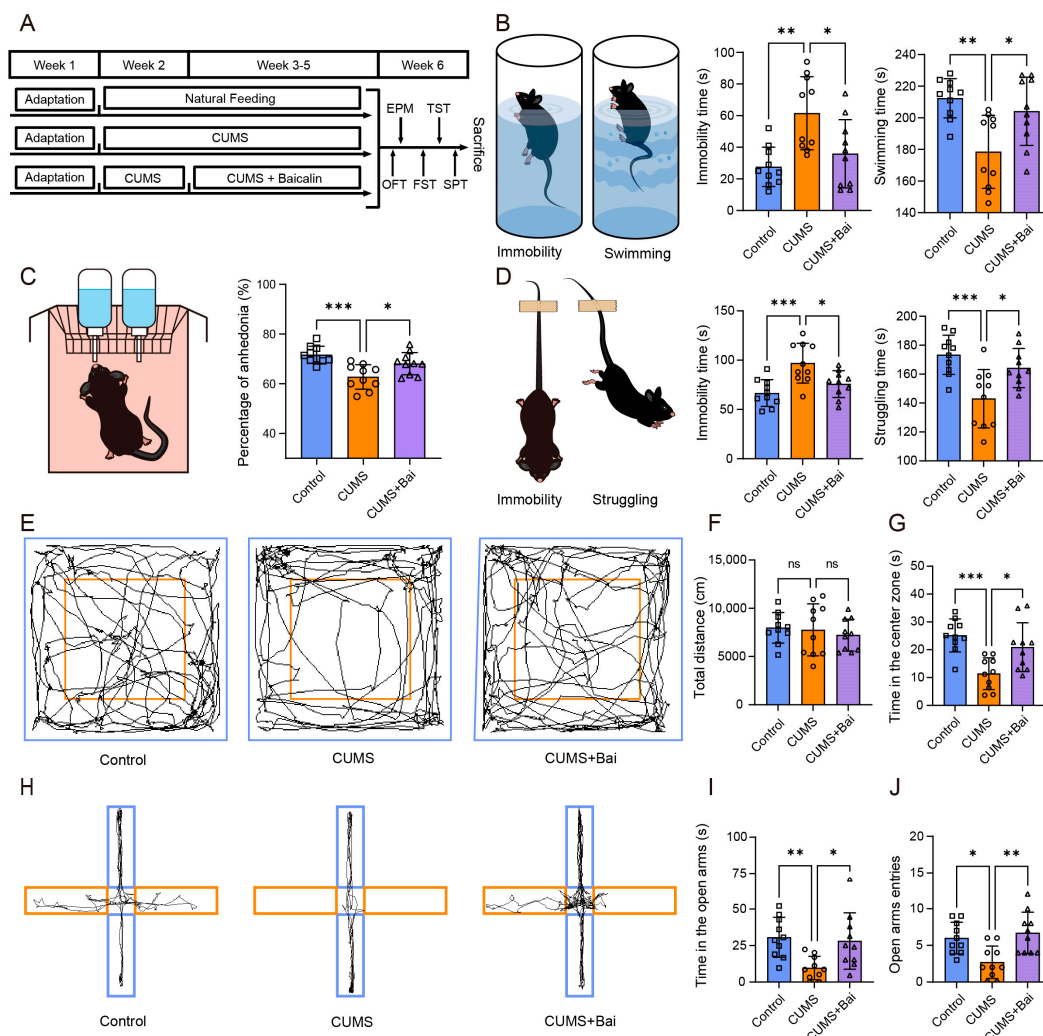 A
Week 1 Week 2 Week 3-5 Week 6
Adaptation Natural Feeding
Adaptation CUMS
Adaptation CUMS CUMS + Baicalin
EPM TST
OFT FST SPT
Sacrifice
B
Immobility Swimming
Immobility time (s)
100
80
60
40
20
0
** *
Control CUMS CUMS+Bai
Swimming time (s)
240
220
200
180
160
140
** *
Control CUMS CUMS+Bai
C
Percentage of anhedonia (%)
100
80
60
40
*** *
Control CUMS CUMS+Bai
D
Immobility Struggling
Immobility time (s)
150
100
50
0
*** *
Control CUMS CUMS+Bai
Struggling time (s)
200
180
160
140
120
100
*** *
Control CUMS CUMS+Bai
E
Control CUMS CUMS+Bai
F
Total distance (cm)
15,000
10,000
5000
0
ns ns
Control CUMS CUMS+Bai
G
Time in the center zone (s)
50
40
30
20
10
0
*** *
Control CUMS CUMS+Bai
H
Control CUMS CUMS+Bai
I
Time in the open arms (s)
100
75
50
25
0
** *
Control CUMS CUMS+Bai
J
Open arms entries
15
10
5
0
* **
Control CUMS CUMS+Bai